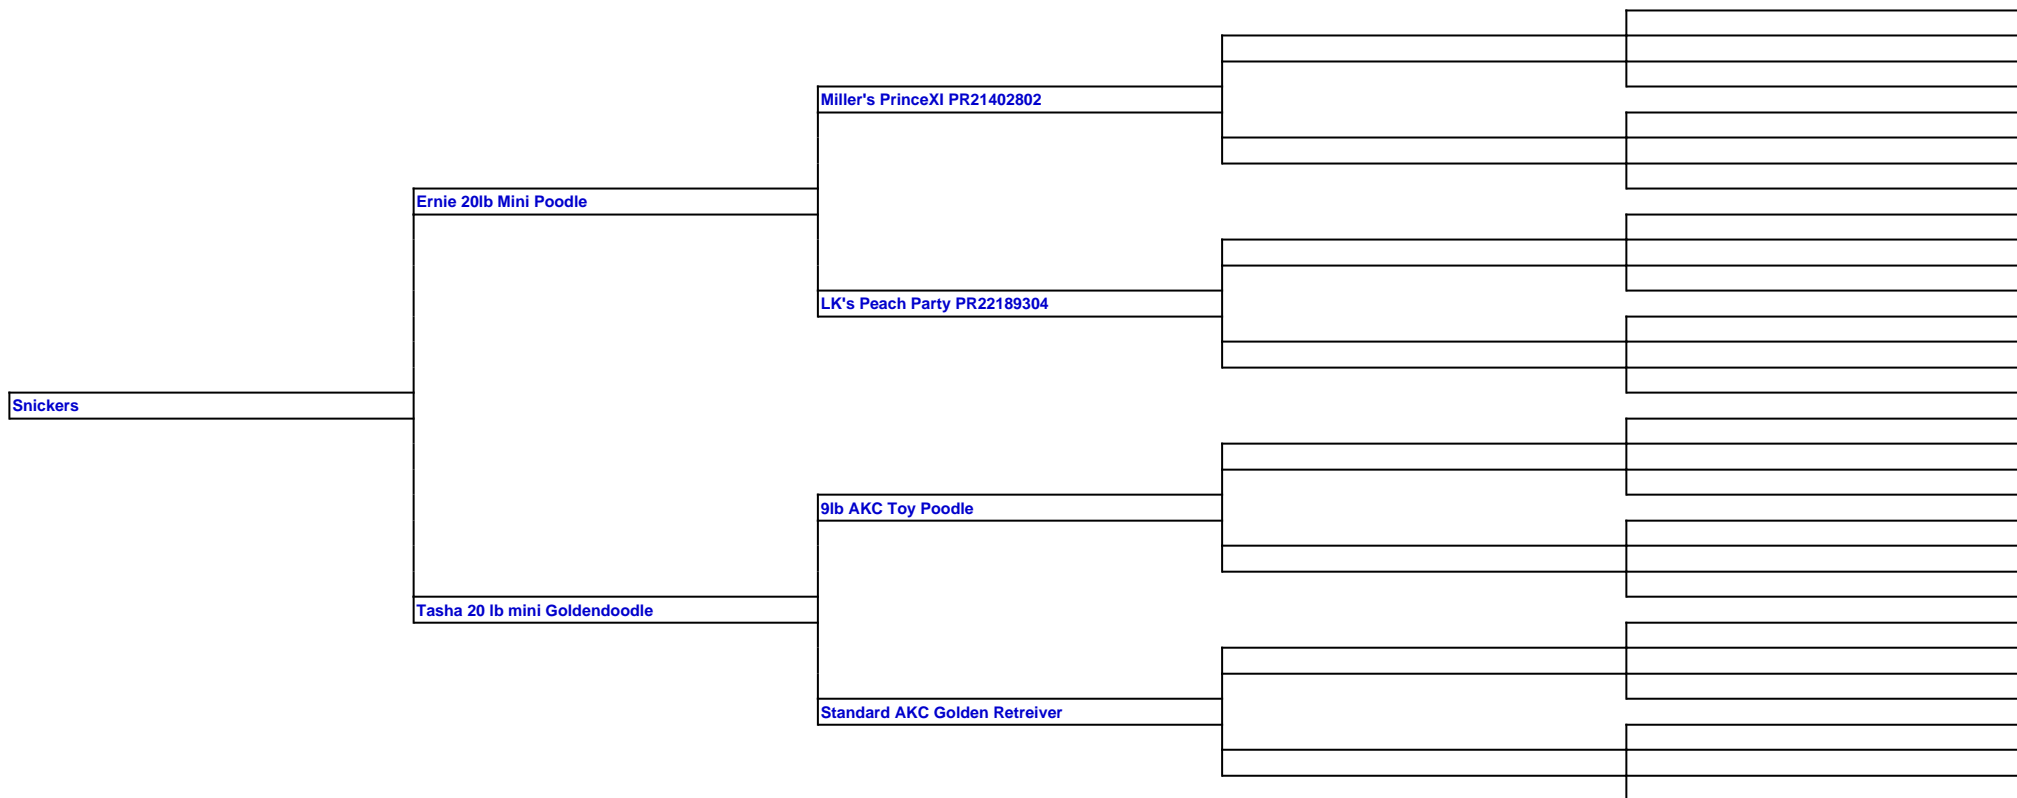 Miller's PrinceXI PR21402802
Ernie 20lb Mini Poodle
LK's Peach Party PR22189304
Snickers
9lb AKC Toy Poodle
Tasha 20 lb mini Goldendoodle
Standard AKC Golden Retreiver